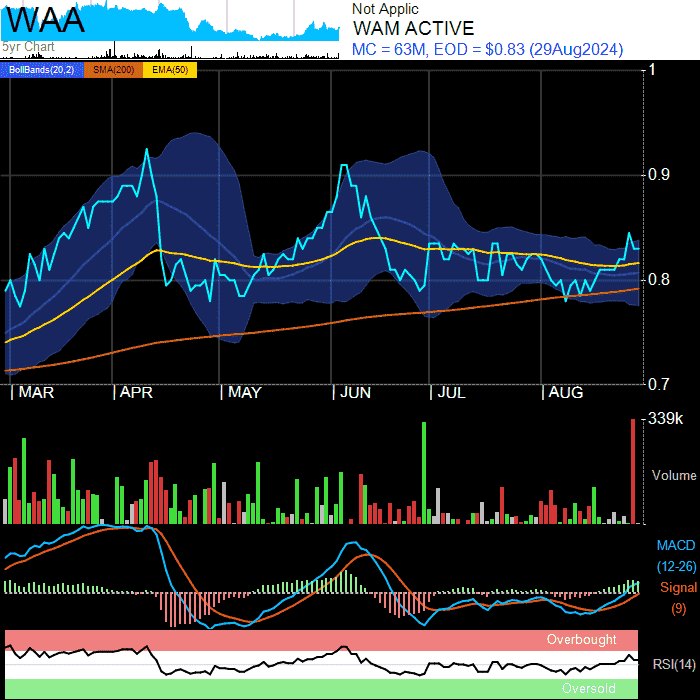 WAA
Not Applic
WAM ACTIVE
5yr Chart
MC = 63M, EOD = $0.83 (29Aug2024)
BollBands(20,2) SMA(200) EMA(50)
1
0.9
0.8
0.7
MAR APR MAY JUN JUL AUG
339k
Volume
MACD
(12-26)
Signal
(9)
Overbought
RSI(14)
Oversold